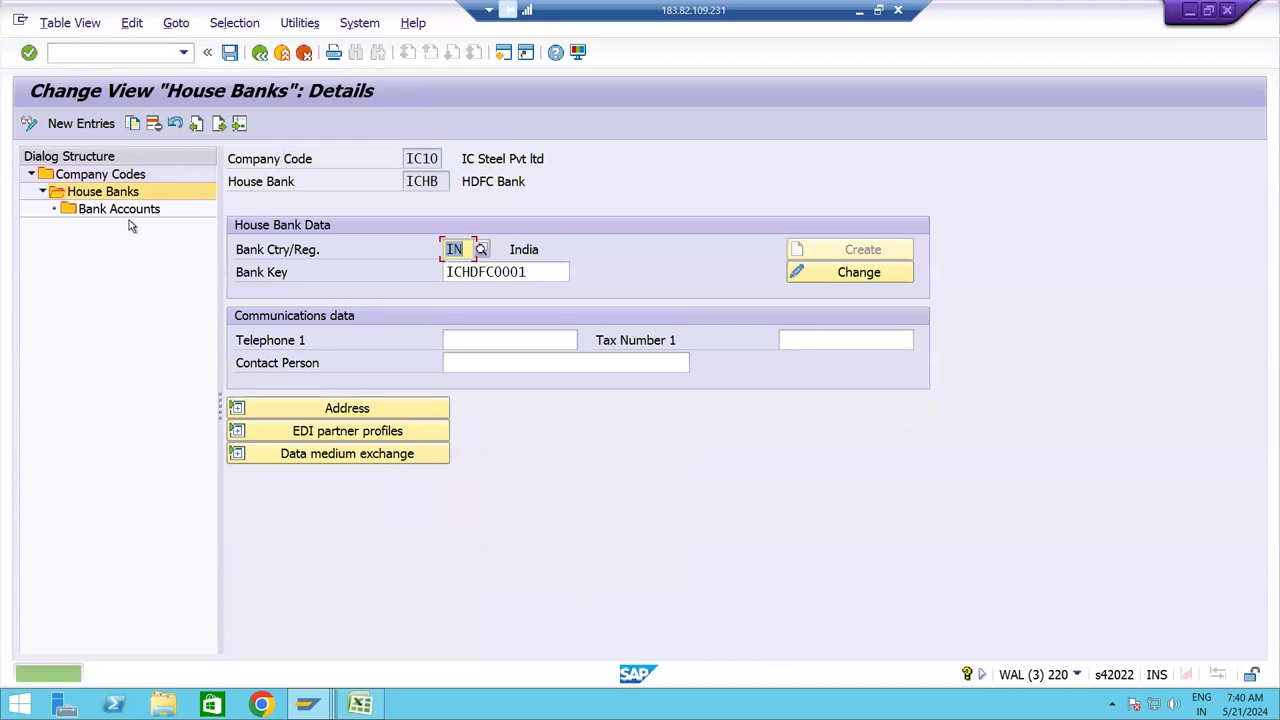 183.82.109.231
Table View Edit Goto Selection Utilities System Help
Change View "House Banks": Details
New Entries
Dialog Structure
Company Codes
House Banks
Bank Accounts
Company Code IC10 IC Steel Pvt ltd
House Bank ICHB HDFC Bank
House Bank Data
Bank Ctry/Reg. IN India Create
Bank Key ICHDFC0001 Change
Communications data
Telephone 1 Tax Number 1
Contact Person
Address
EDI partner profiles
Data medium exchange
SAP WAL (3) 220 s42022 INS
ENG 7:40 AM
IN 5/21/2024